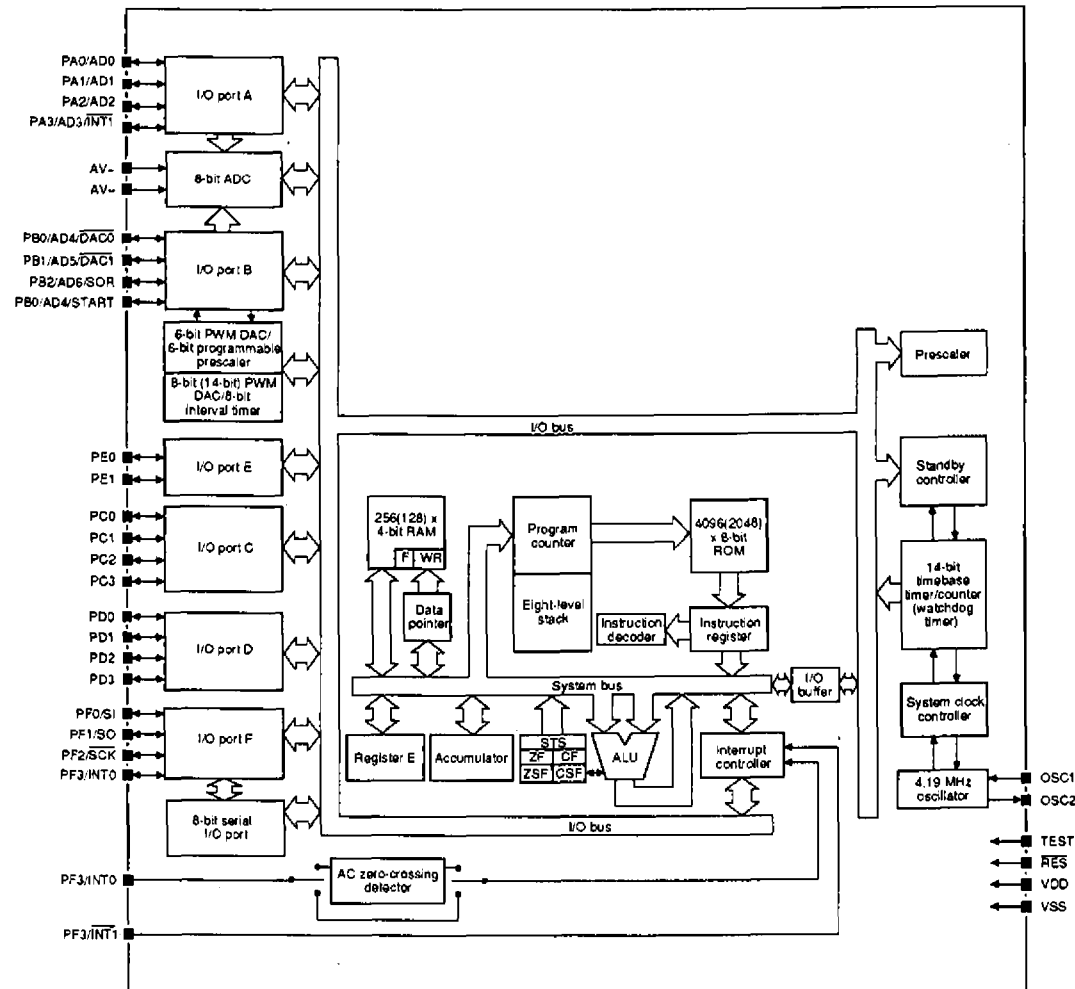 PA0/AD0
PA1/AD1
PA2/AD2
PA3/AD3/INT1
I/O port A
AV-
AV-
8-bit ADC
PB0/AD4/DAC0
PB1/AD5/DAC1
PB2/AD6/SOR
PB0/AD4/START
I/O port B
6-bit PWM DAC/
6-bit programmable
prescaler
8-bit (14-bit) PWM
DAC/8-bit
interval timer
PE0
PE1
I/O port E
PC0
PC1
PC2
PC3
I/O port C
PD0
PD1
PD2
PD3
I/O port D
PF0/SI
PF1/SO
PF2/SCK
PF3/INT0
I/O port F
8-bit serial
I/O port
PF3/INT0
AC zero-crossing
detector
PF3/INT1
I/O bus
256(128) x
4-bit RAM
F
WR
Data
pointer
Program
counter
Eight-level
stack
4096(2048)
x 8-bit
ROM
Instruction
decoder
Instruction
register
System bus
I/O
buffer
Register E
Accumulator
STS
ZF
CF
ZSF
CSF
ALU
Interrupt
controller
I/O bus
Prescaler
Standby
controller
14-bit
timebase
timer/counter
(watchdog
timer)
System clock
controller
4.19 MHz
oscillator
OSC1
OSC2
TEST
RES
VDD
VSS